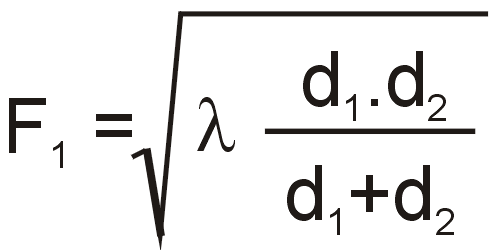 F₁ = √(λ (d₁.d₂)/(d₁+d₂))